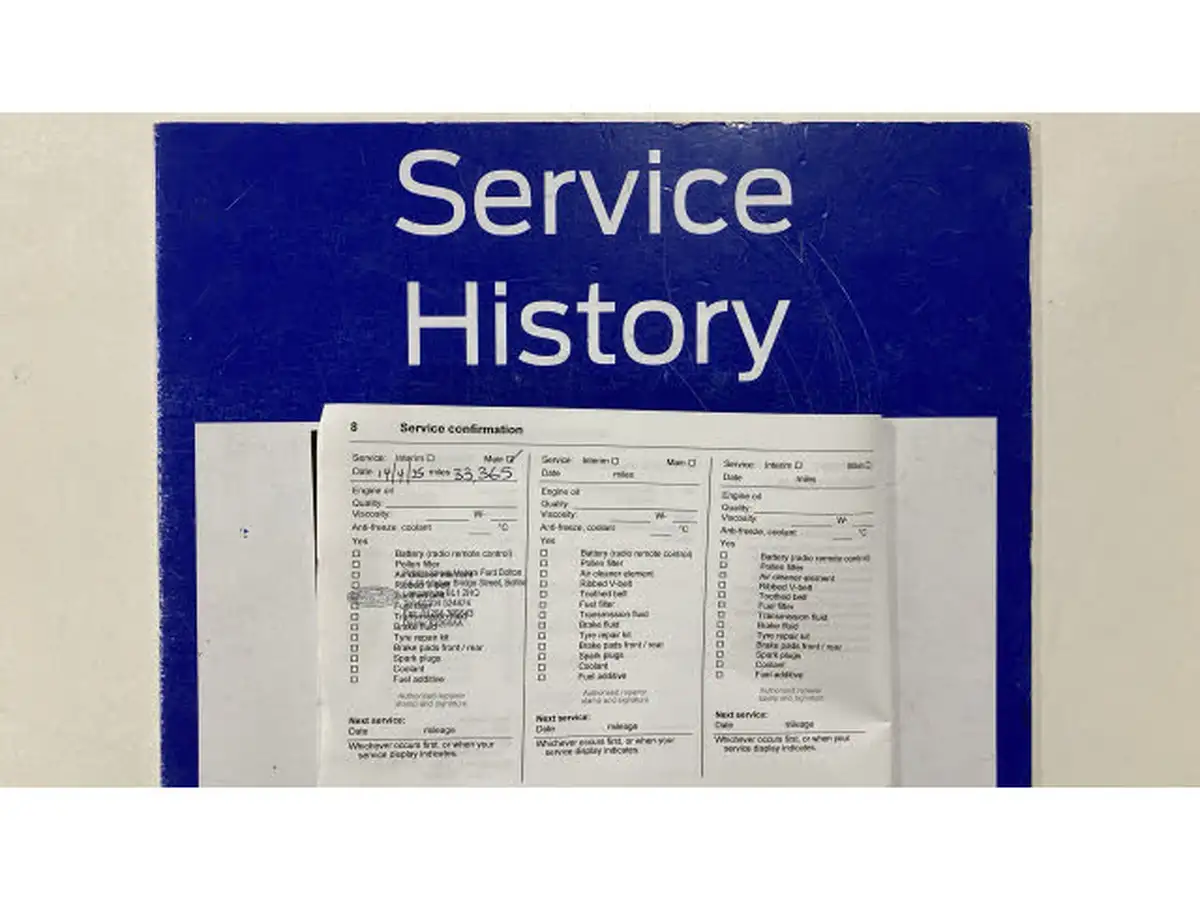 Service
History
8 Service confirmation
Service: Interim Main
Date 14/4/25 miles 33,365
Engine oil
Quality:
Viscosity: W-
Anti-freeze, coolant °C
Yes
Battery (radio remote control)
Pollen filter
Air cleaner element
Ford Bolton
Bridge Street,
BL1 2HQ
Brake fluid
Tyre repair kit
Brake pads front / rear
Spark plugs
Coolant
Fuel additive
Authorised repairer
stamp and signature
Next service:
Date mileage
Whichever occurs first, or when your
service display indicates.
Service: Interim Main
Date miles
Engine oil
Quality:
Viscosity: W-
Anti-freeze, coolant °C
Yes
Battery (radio remote control)
Pollen filter
Air cleaner element
Ribbed V-belt
Toothed belt
Fuel filter
Transmission fluid
Brake fluid
Tyre repair kit
Brake pads front / rear
Spark plugs
Coolant
Fuel additive
Authorised repairer
stamp and signature
Next service:
Date mileage
Whichever occurs first, or when your
service display indicates.
Service: Interim Main
Date miles
Engine oil
Quality:
Viscosity: W-
Anti-freeze, coolant °C
Yes
Battery (radio remote control)
Pollen filter
Air cleaner element
Ribbed V-belt
Toothed belt
Fuel filter
Transmission fluid
Brake fluid
Tyre repair kit
Brake pads front / rear
Spark plugs
Coolant
Fuel additive
Authorised repairer
stamp and signature
Next service:
Date mileage
Whichever occurs first, or when your
service display indicates.